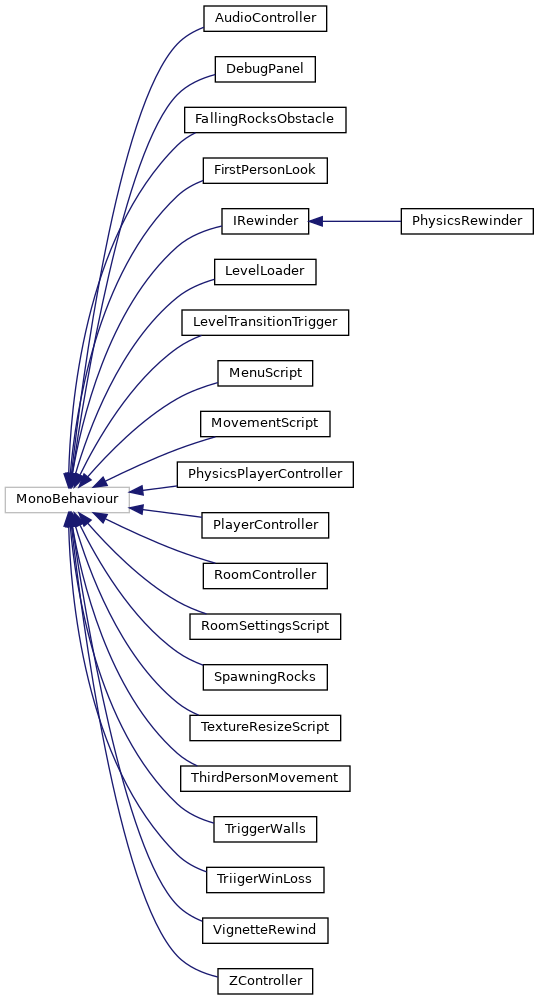 AudioController
DebugPanel
FallingRocksObstacle
FirstPersonLook
IRewinder
PhysicsRewinder
LevelLoader
LevelTransitionTrigger
MenuScript
MovementScript
PhysicsPlayerController
MonoBehaviour
PlayerController
RoomController
RoomSettingsScript
SpawningRocks
TextureResizeScript
ThirdPersonMovement
TriggerWalls
TriigerWinLoss
VignetteRewind
ZController